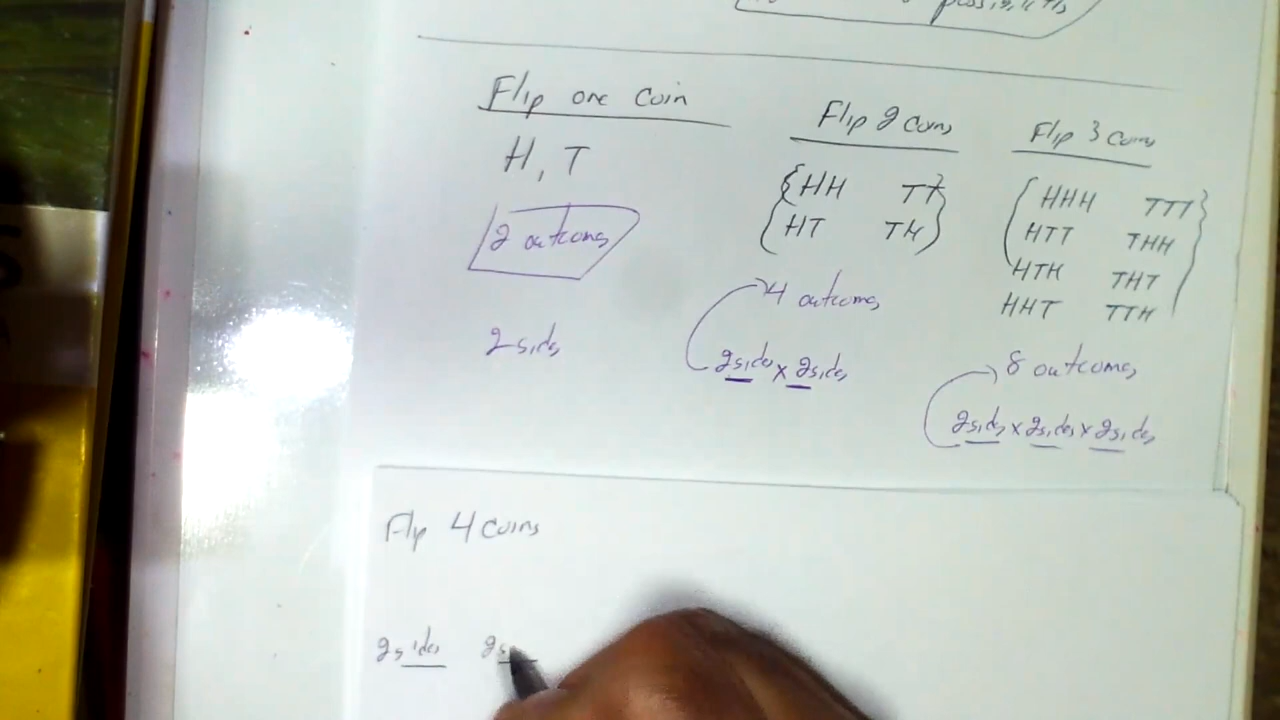 possibilities
Flip one coin
H, T
2 outcomes
2 sides
Flip 2 coins
{HH TT}
{HT TH}
4 outcomes
2 sides x 2 sides
Flip 3 coins
HHH TTT
HTT THH
HTH THT
HHT TTH
8 outcomes
2 sides x 2 sides x 2 sides
Flip 4 coins
2 sides 2s